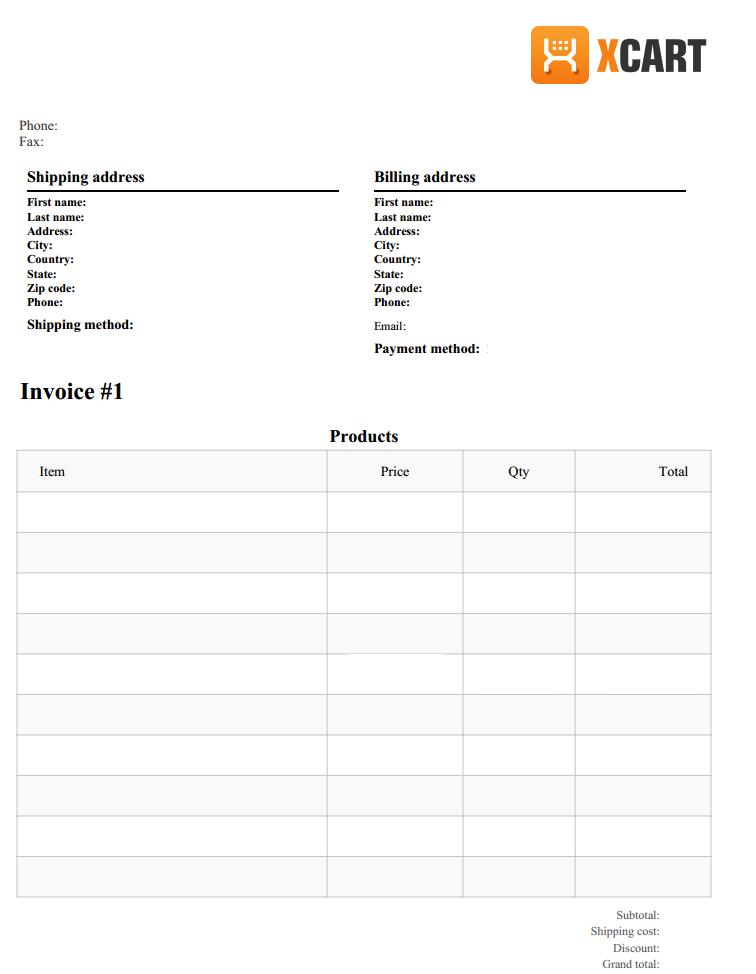 XCART
Phone:
Fax:
Shipping address
First name:
Last name:
Address:
City:
Country:
State:
Zip code:
Phone:
Shipping method:
Billing address
First name:
Last name:
Address:
City:
Country:
State:
Zip code:
Phone:
Email:
Payment method:
Invoice #1
Products
Item Price Qty Total
Subtotal:
Shipping cost:
Discount:
Grand total: